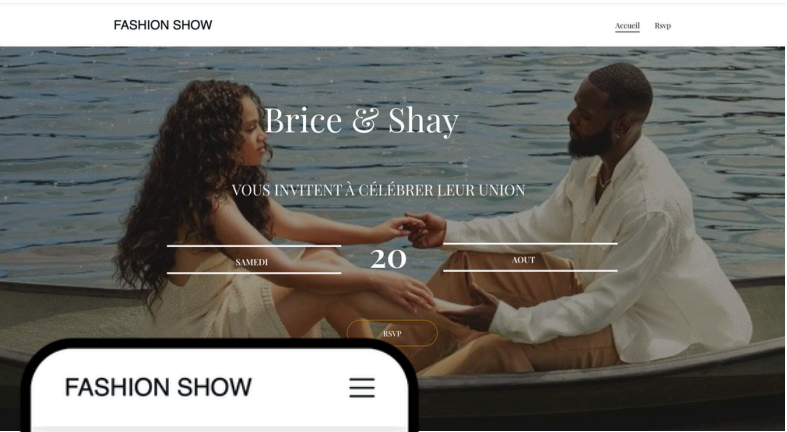 FASHION SHOW
Accueil Rsvp
Brice & Shay
VOUS INVITENT À CÉLÉBRER LEUR UNION
SAMEDI
20
AOUT
RSVP
FASHION SHOW